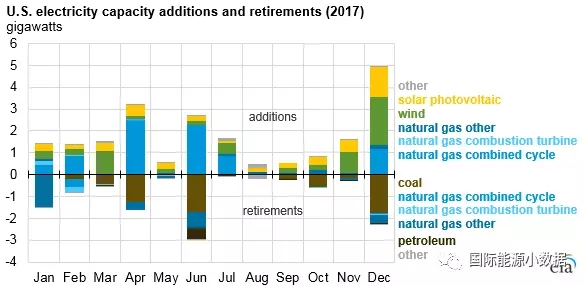 U.S. electricity capacity additions and retirements (2017)
gigawatts
6
5
4
3
2
1
0
-1
-2
-3
-4
additions
retirements
Jan Feb Mar Apr May Jun Jul Aug Sep Oct Nov Dec
other
solar photovoltaic
wind
natural gas other
natural gas combustion turbine
natural gas combined cycle
coal
natural gas combined cycle
natural gas combustion turbine
natural gas other
petroleum
other
国际能源小数据
eia